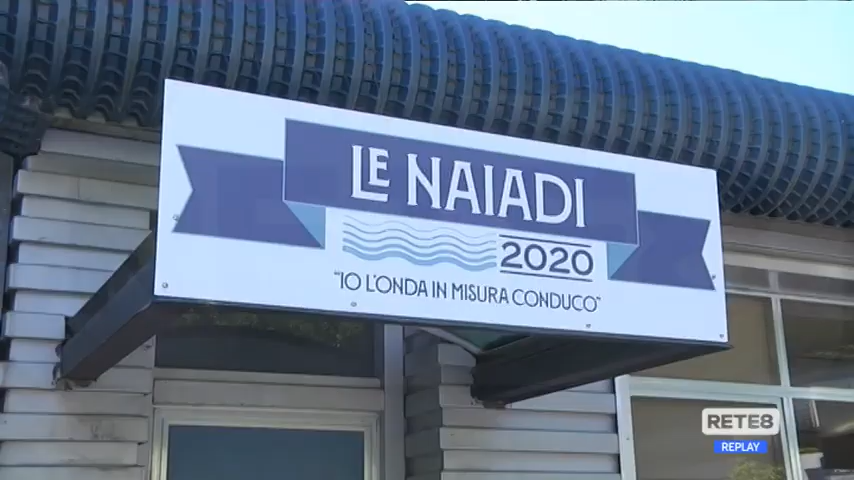 LE NAIADI
2020
"IO L'ONDA IN MISURA CONDUCO"
RETE8
REPLAY